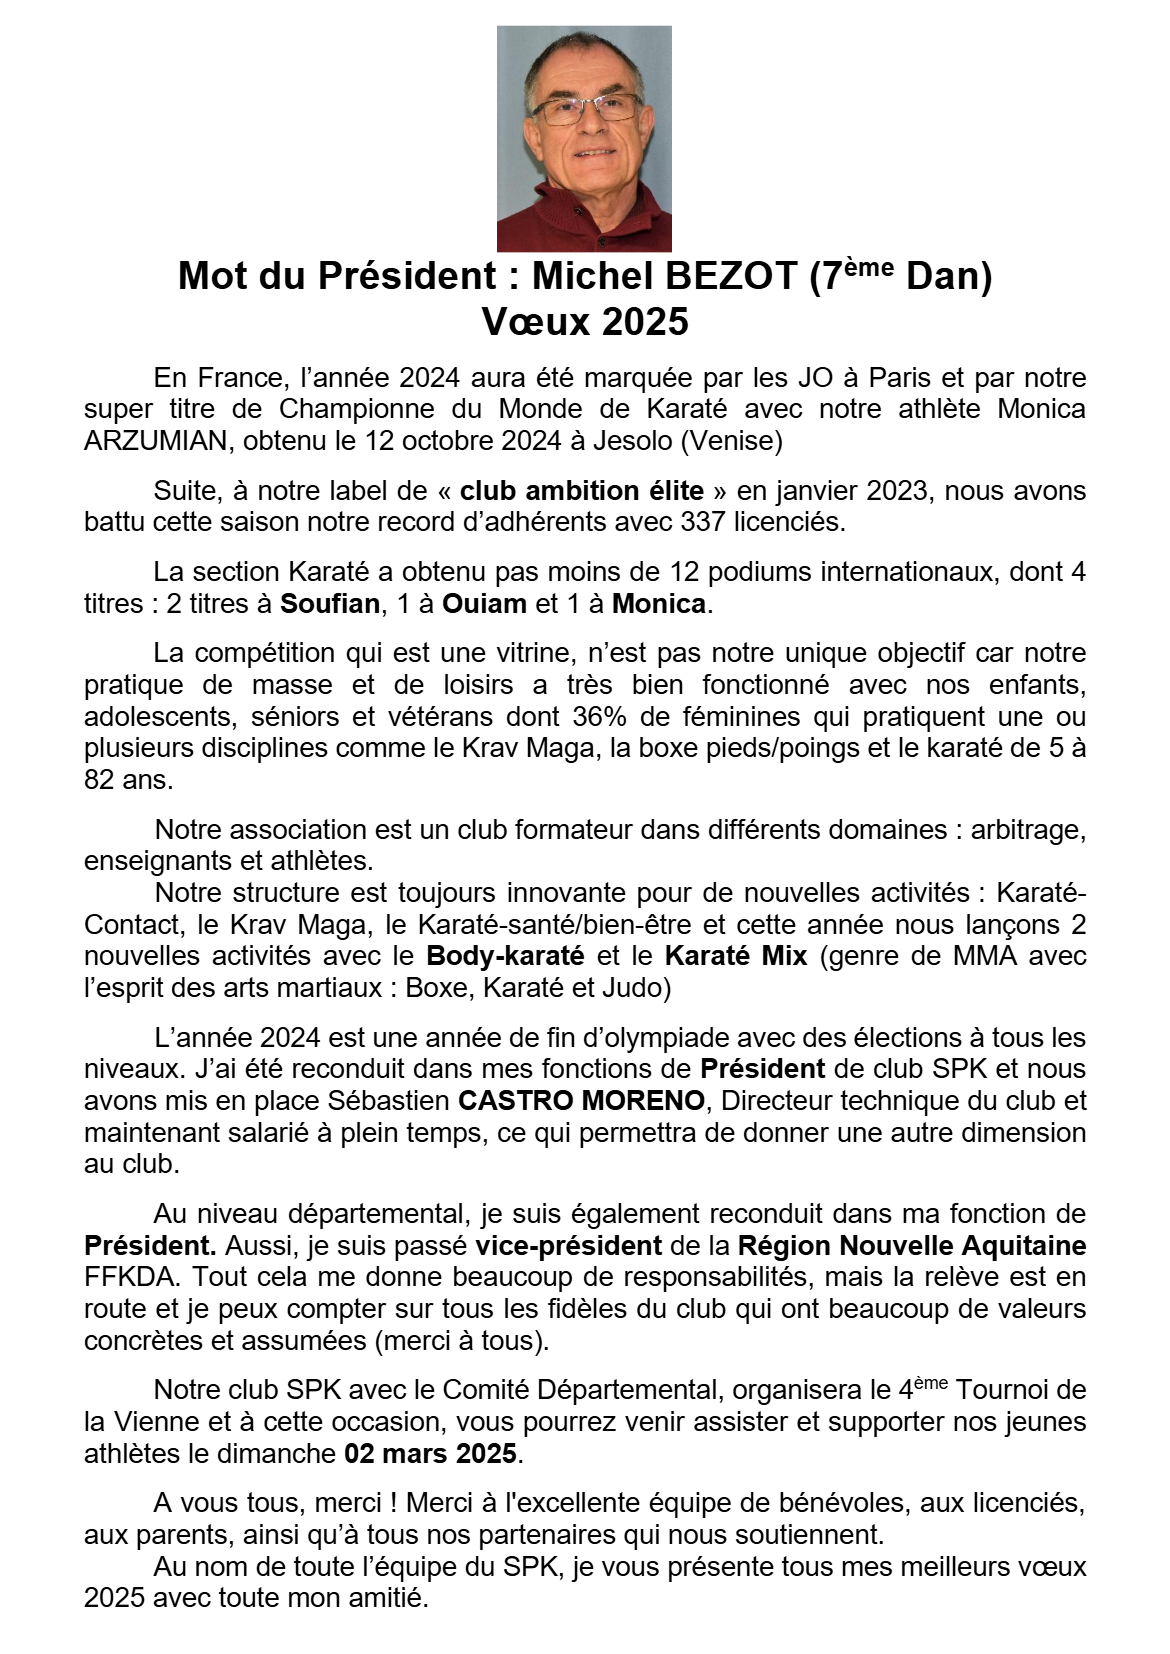 Mot du Président : Michel BEZOT (7ème Dan)
Vœux 2025
En France, l’année 2024 aura été marquée par les JO à Paris et par notre
super titre de Championne du Monde de Karaté avec notre athlète Monica
ARZUMIAN, obtenu le 12 octobre 2024 à Jesolo (Venise)
Suite, à notre label de « club ambition élite » en janvier 2023, nous avons
battu cette saison notre record d’adhérents avec 337 licenciés.
La section Karaté a obtenu pas moins de 12 podiums internationaux, dont 4
titres : 2 titres à Soufian, 1 à Ouiam et 1 à Monica.
La compétition qui est une vitrine, n’est pas notre unique objectif car notre
pratique de masse et de loisirs a très bien fonctionné avec nos enfants,
adolescents, séniors et vétérans dont 36% de féminines qui pratiquent une ou
plusieurs disciplines comme le Krav Maga, la boxe pieds/poings et le karaté de 5 à
82 ans.
Notre association est un club formateur dans différents domaines : arbitrage,
enseignants et athlètes.
Notre structure est toujours innovante pour de nouvelles activités : Karaté-
Contact, le Krav Maga, le Karaté-santé/bien-être et cette année nous lançons 2
nouvelles activités avec le Body-karaté et le Karaté Mix (genre de MMA avec
l’esprit des arts martiaux : Boxe, Karaté et Judo)
L’année 2024 est une année de fin d’olympiade avec des élections à tous les
niveaux. J’ai été reconduit dans mes fonctions de Président de club SPK et nous
avons mis en place Sébastien CASTRO MORENO, Directeur technique du club et
maintenant salarié à plein temps, ce qui permettra de donner une autre dimension
au club.
Au niveau départemental, je suis également reconduit dans ma fonction de
Président. Aussi, je suis passé vice-président de la Région Nouvelle Aquitaine
FFKDA. Tout cela me donne beaucoup de responsabilités, mais la relève est en
route et je peux compter sur tous les fidèles du club qui ont beaucoup de valeurs
concrètes et assumées (merci à tous).
Notre club SPK avec le Comité Départemental, organisera le 4ème Tournoi de
la Vienne et à cette occasion, vous pourrez venir assister et supporter nos jeunes
athlètes le dimanche 02 mars 2025.
A vous tous, merci ! Merci à l'excellente équipe de bénévoles, aux licenciés,
aux parents, ainsi qu’à tous nos partenaires qui nous soutiennent.
Au nom de toute l’équipe du SPK, je vous présente tous mes meilleurs vœux
2025 avec toute mon amitié.